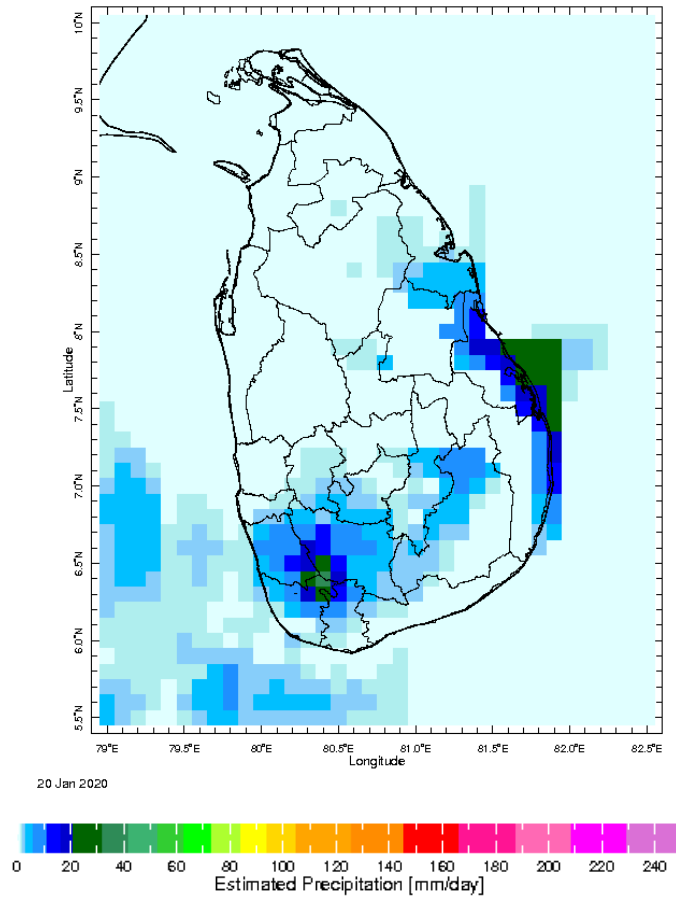 10°N
9.5°N
9°N
8.5°N
8°N
7.5°N
7.0°N
6.5°N
6.0°N
5.5°N
Latitude
79°E 79.5°E 80°E 80.5°E 81.0°E 81.5°E 82.0°E 82.5°E
Longitude
20 Jan 2020
0 20 40 60 80 100 120 140 160 180 200 220 240
Estimated Precipitation [mm/day]